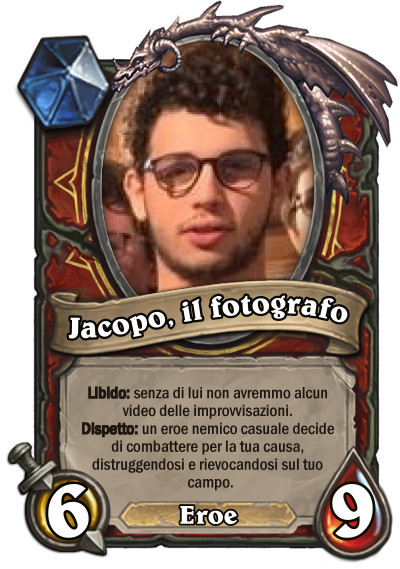 Jacopo, il fotografo
Libido: senza di lui non avremmo alcun
video delle improvvisazioni.
Dispetto: un eroe nemico casuale decide
di combattere per la tua causa,
distruggendosi e rievocandosi sul tuo
campo.
6
Eroe
9